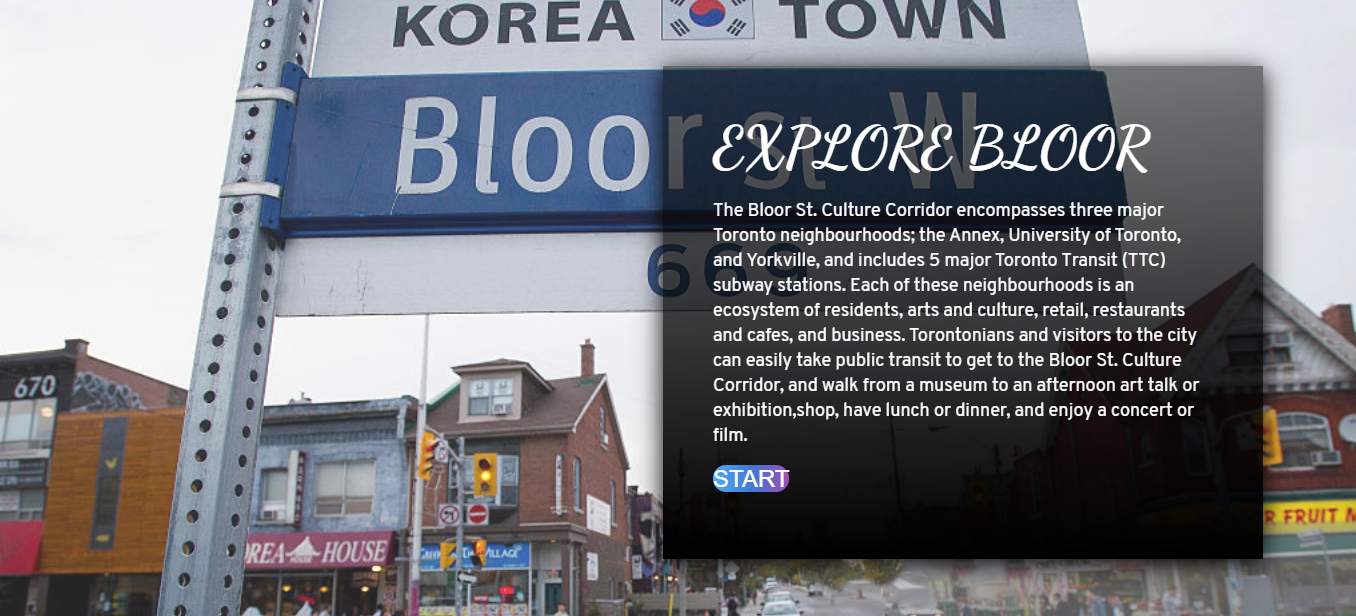 KOREA TOWN
Bloor St W
669
EXPLORE BLOOR
The Bloor St. Culture Corridor encompasses three major
Toronto neighbourhoods; the Annex, University of Toronto,
and Yorkville, and includes 5 major Toronto Transit (TTC)
subway stations. Each of these neighbourhoods is an
ecosystem of residents, arts and culture, retail, restaurants
and cafes, and business. Torontonians and visitors to the city
can easily take public transit to get to the Bloor St. Culture
Corridor, and walk from a museum to an afternoon art talk or
exhibition,shop, have lunch or dinner, and enjoy a concert or
film.
START
670
REA HOUSE
VILLAGE
R FRUIT M